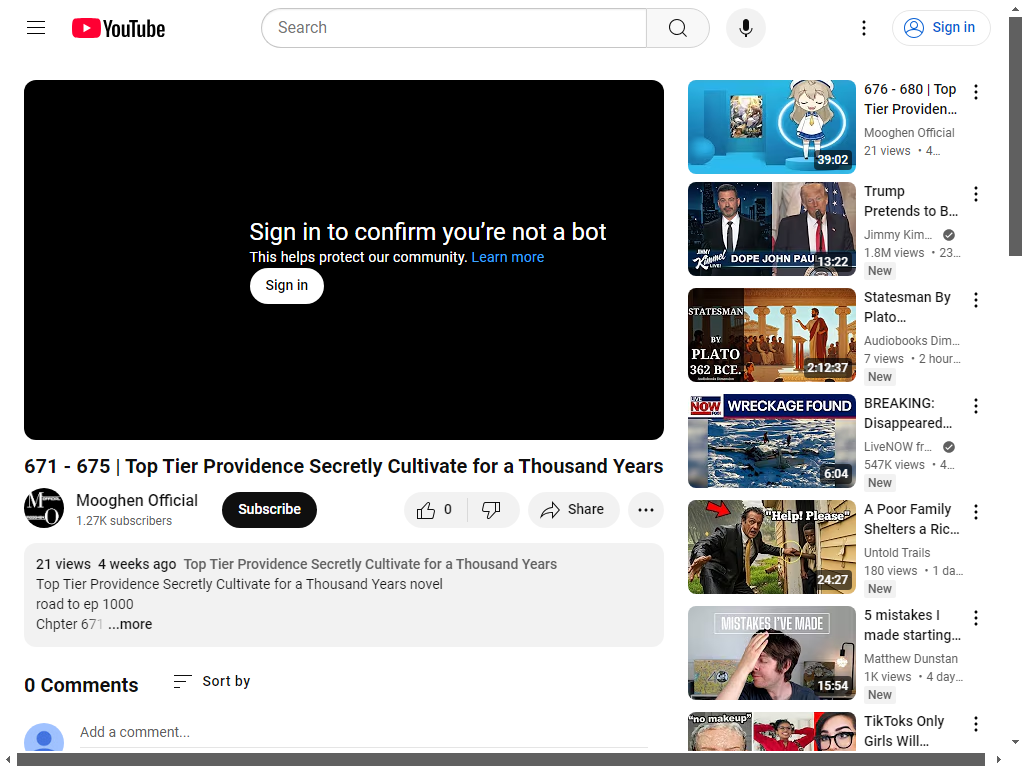 YouTube
Search
Sign in
Sign in to confirm you’re not a bot
This helps protect our community. Learn more
Sign in
671 - 675 | Top Tier Providence Secretly Cultivate for a Thousand Years
Mooghen Official
1.27K subscribers
Subscribe
0
Share
21 views 4 weeks ago Top Tier Providence Secretly Cultivate for a Thousand Years
Top Tier Providence Secretly Cultivate for a Thousand Years novel
road to ep 1000
Chpter 671 ...more
0 Comments
Sort by
Add a comment...
39:02
676 - 680 | Top
Tier Providen...
Mooghen Official
21 views • 4...
JIMMY
Kimmel
LIVE!
DOPE JOHN PAU
13:22
Trump
Pretends to B...
Jimmy Kim...
1.8M views • 23...
New
STATESMAN
BY
PLATO
362 BCE.
Audiobooks Dimension
2:12:37
Statesman By
Plato...
Audiobooks Dim...
7 views • 2 hour...
New
LIVE
NOW
FOX
WRECKAGE FOUND
6:04
BREAKING:
Disappeared...
LiveNOW fr...
547K views • 4...
New
"Help! Please"
24:27
A Poor Family
Shelters a Ric...
Untold Trails
180 views • 1 da...
New
MISTAKES I'VE MADE
15:54
5 mistakes I
made starting...
Matthew Dunstan
1K views • 4 day...
New
"no makeup"
TikToks Only
Girls Will...